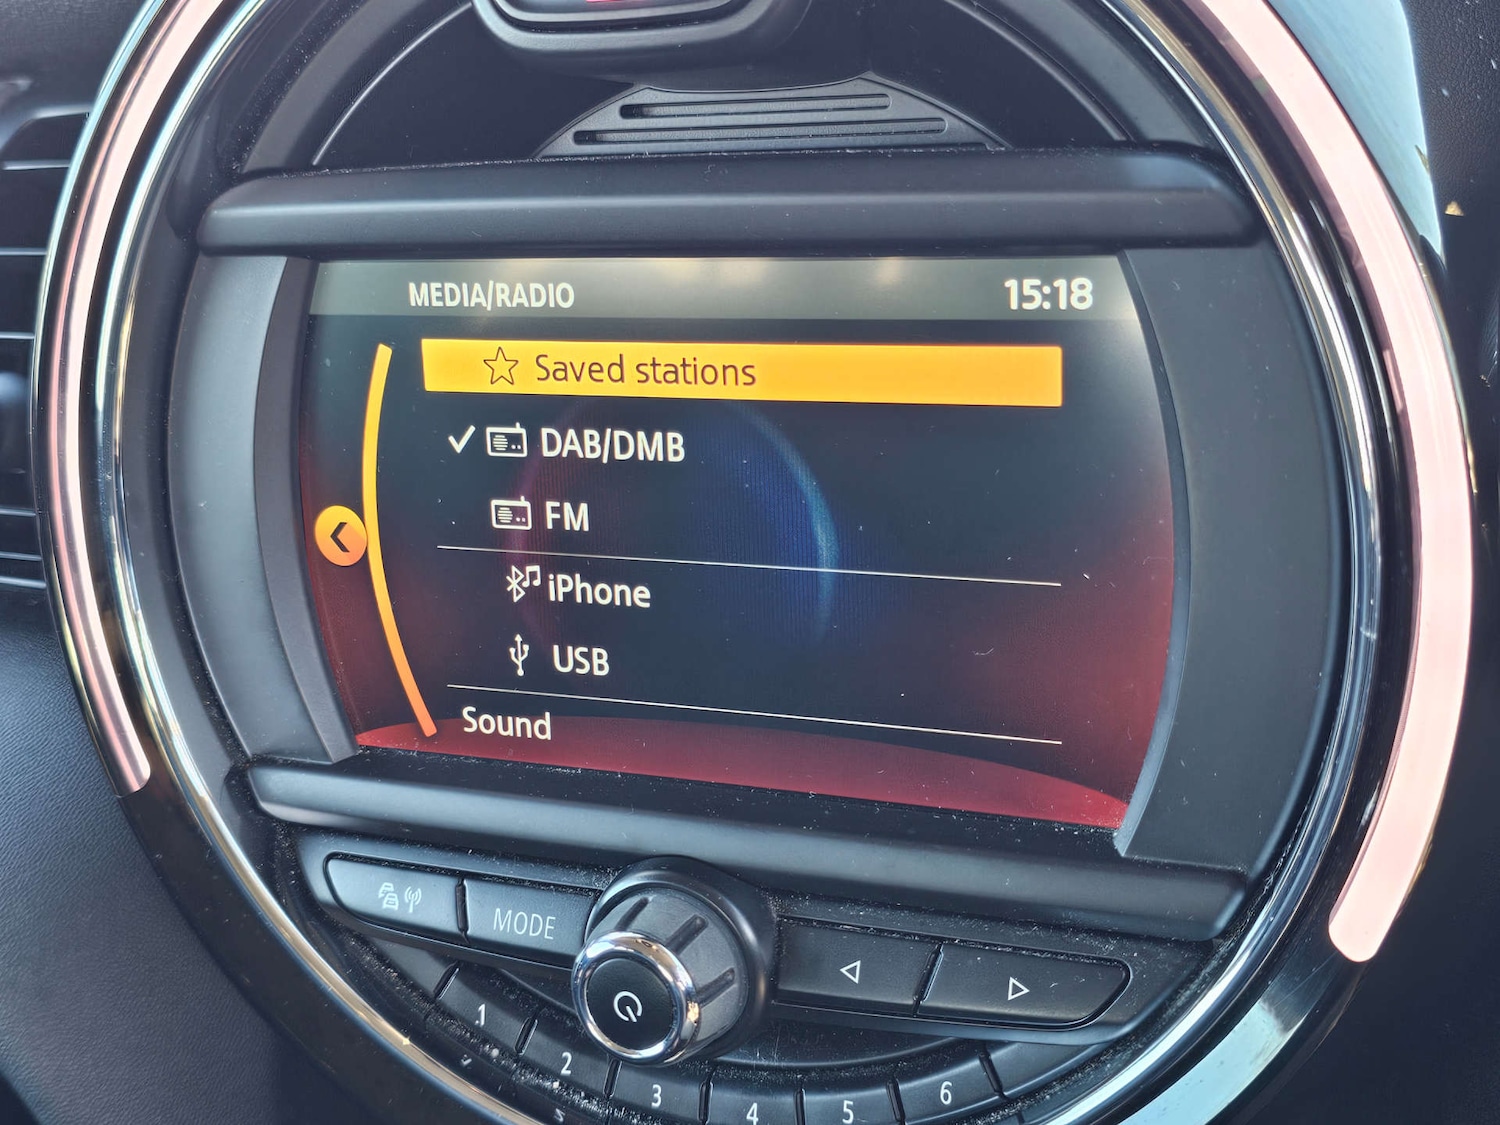 MEDIA/RADIO 15:18
Saved stations
DAB/DMB
FM
iPhone
USB
Sound
MODE
1 2 3 4 5 6